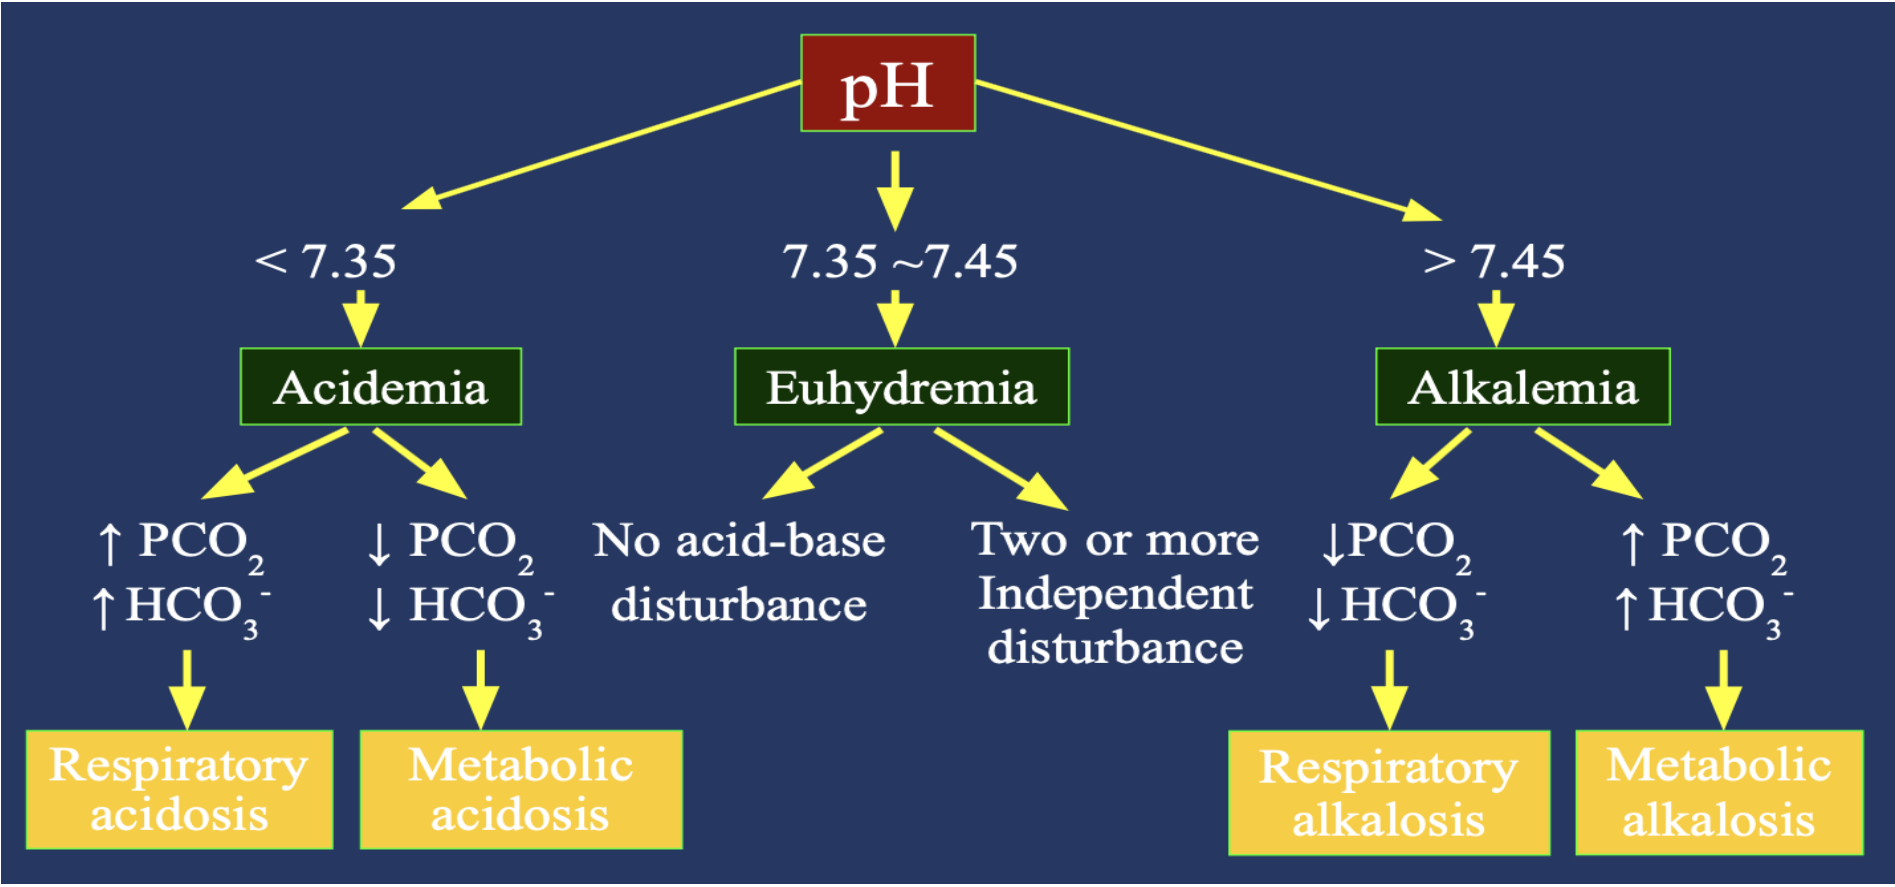 pH
< 7.35
7.35 ~7.45
> 7.45
Acidemia
Euhydremia
Alkalemia
↑ PCO₂
↑ HCO₃⁻
↓ PCO₂
↓ HCO₃⁻
No acid-base
disturbance
Two or more
Independent
disturbance
↓PCO₂
↓ HCO₃⁻
↑ PCO₂
↑ HCO₃⁻
Respiratory
acidosis
Metabolic
acidosis
Respiratory
alkalosis
Metabolic
alkalosis